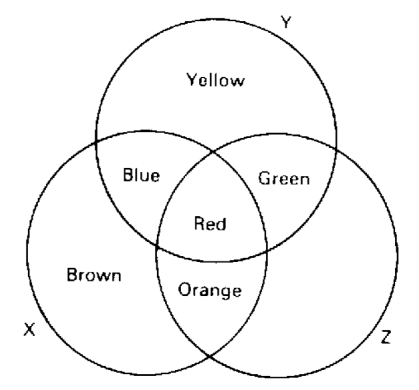 Y
Yellow
Blue
Green
Red
Brown
Orange
X
Z